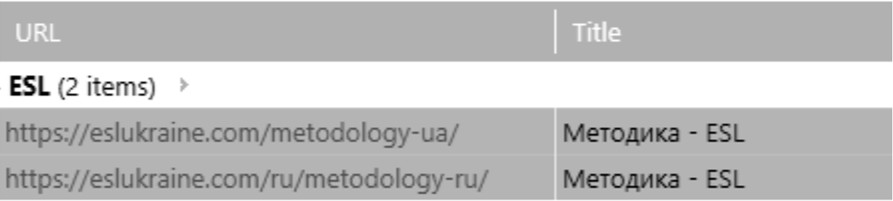 URL Title
ESL (2 items)
https://eslukraine.com/metodology-ua/ Методика - ESL
https://eslukraine.com/ru/metodology-ru/ Методика - ESL